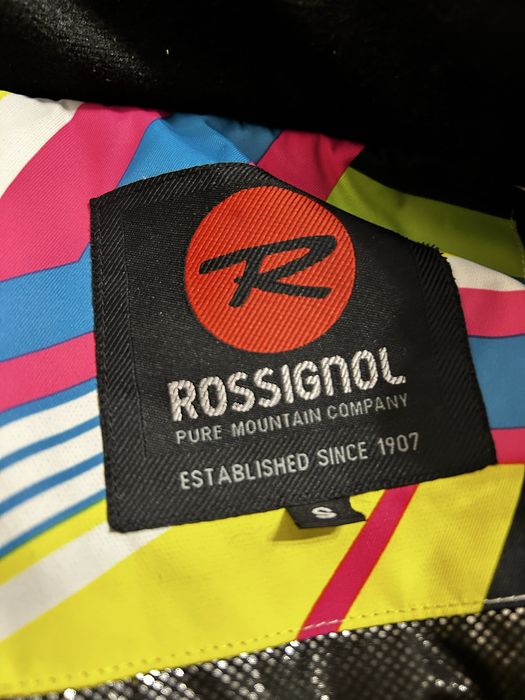 R
ROSSIGNOL
PURE MOUNTAIN COMPANY
ESTABLISHED SINCE 1907
S